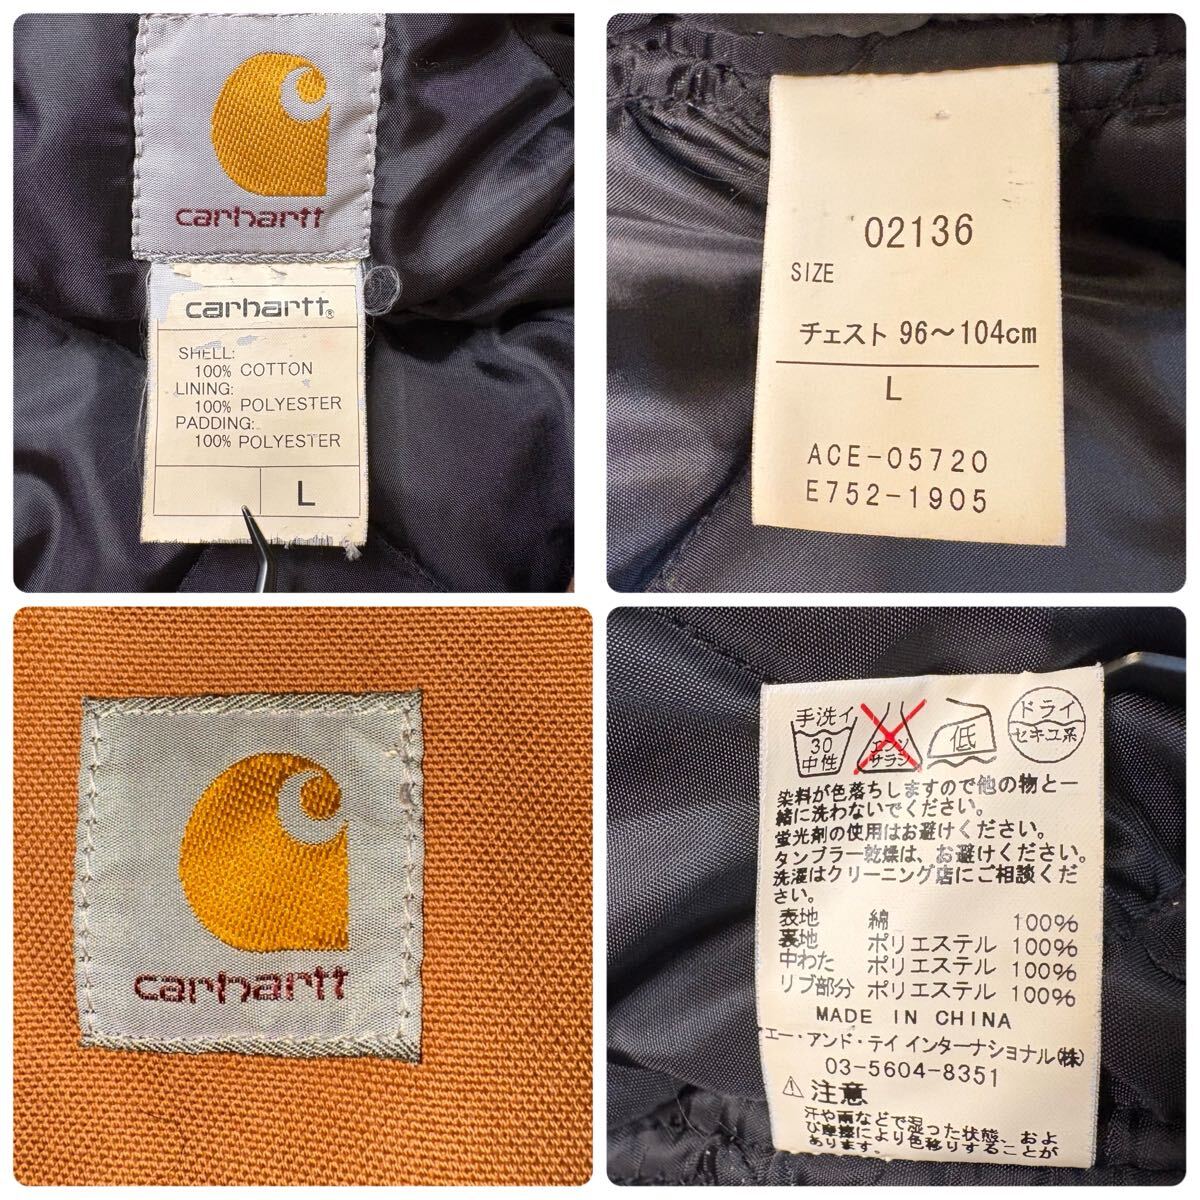 carhartt
carhartt®
SHELL:
100% COTTON
LINING:
100% POLYESTER
PADDING:
100% POLYESTER
L
02136
SIZE
チェスト 96～104cm
L
ACE-05720
E752-1905
carhartt
手洗イ
30
中性
エンソ
サラシ
低
ドライ
セキユ系
染料が色落ちしますので他の物と一
緒に洗わないでください。
蛍光剤の使用はお避けください。
タンブラー乾燥は、お避けください。
洗濯はクリーニング店にご相談くだ
さい。
表地 綿 100%
裏地 ポリエステル 100%
中わた ポリエステル 100%
リブ部分 ポリエステル 100%
MADE IN CHINA
エー・アンド・テイ インターナショナル(株)
03-5604-8351
⚠注意
汗や雨などで湿った状態、およ
び摩擦により色移りすることが
あります。